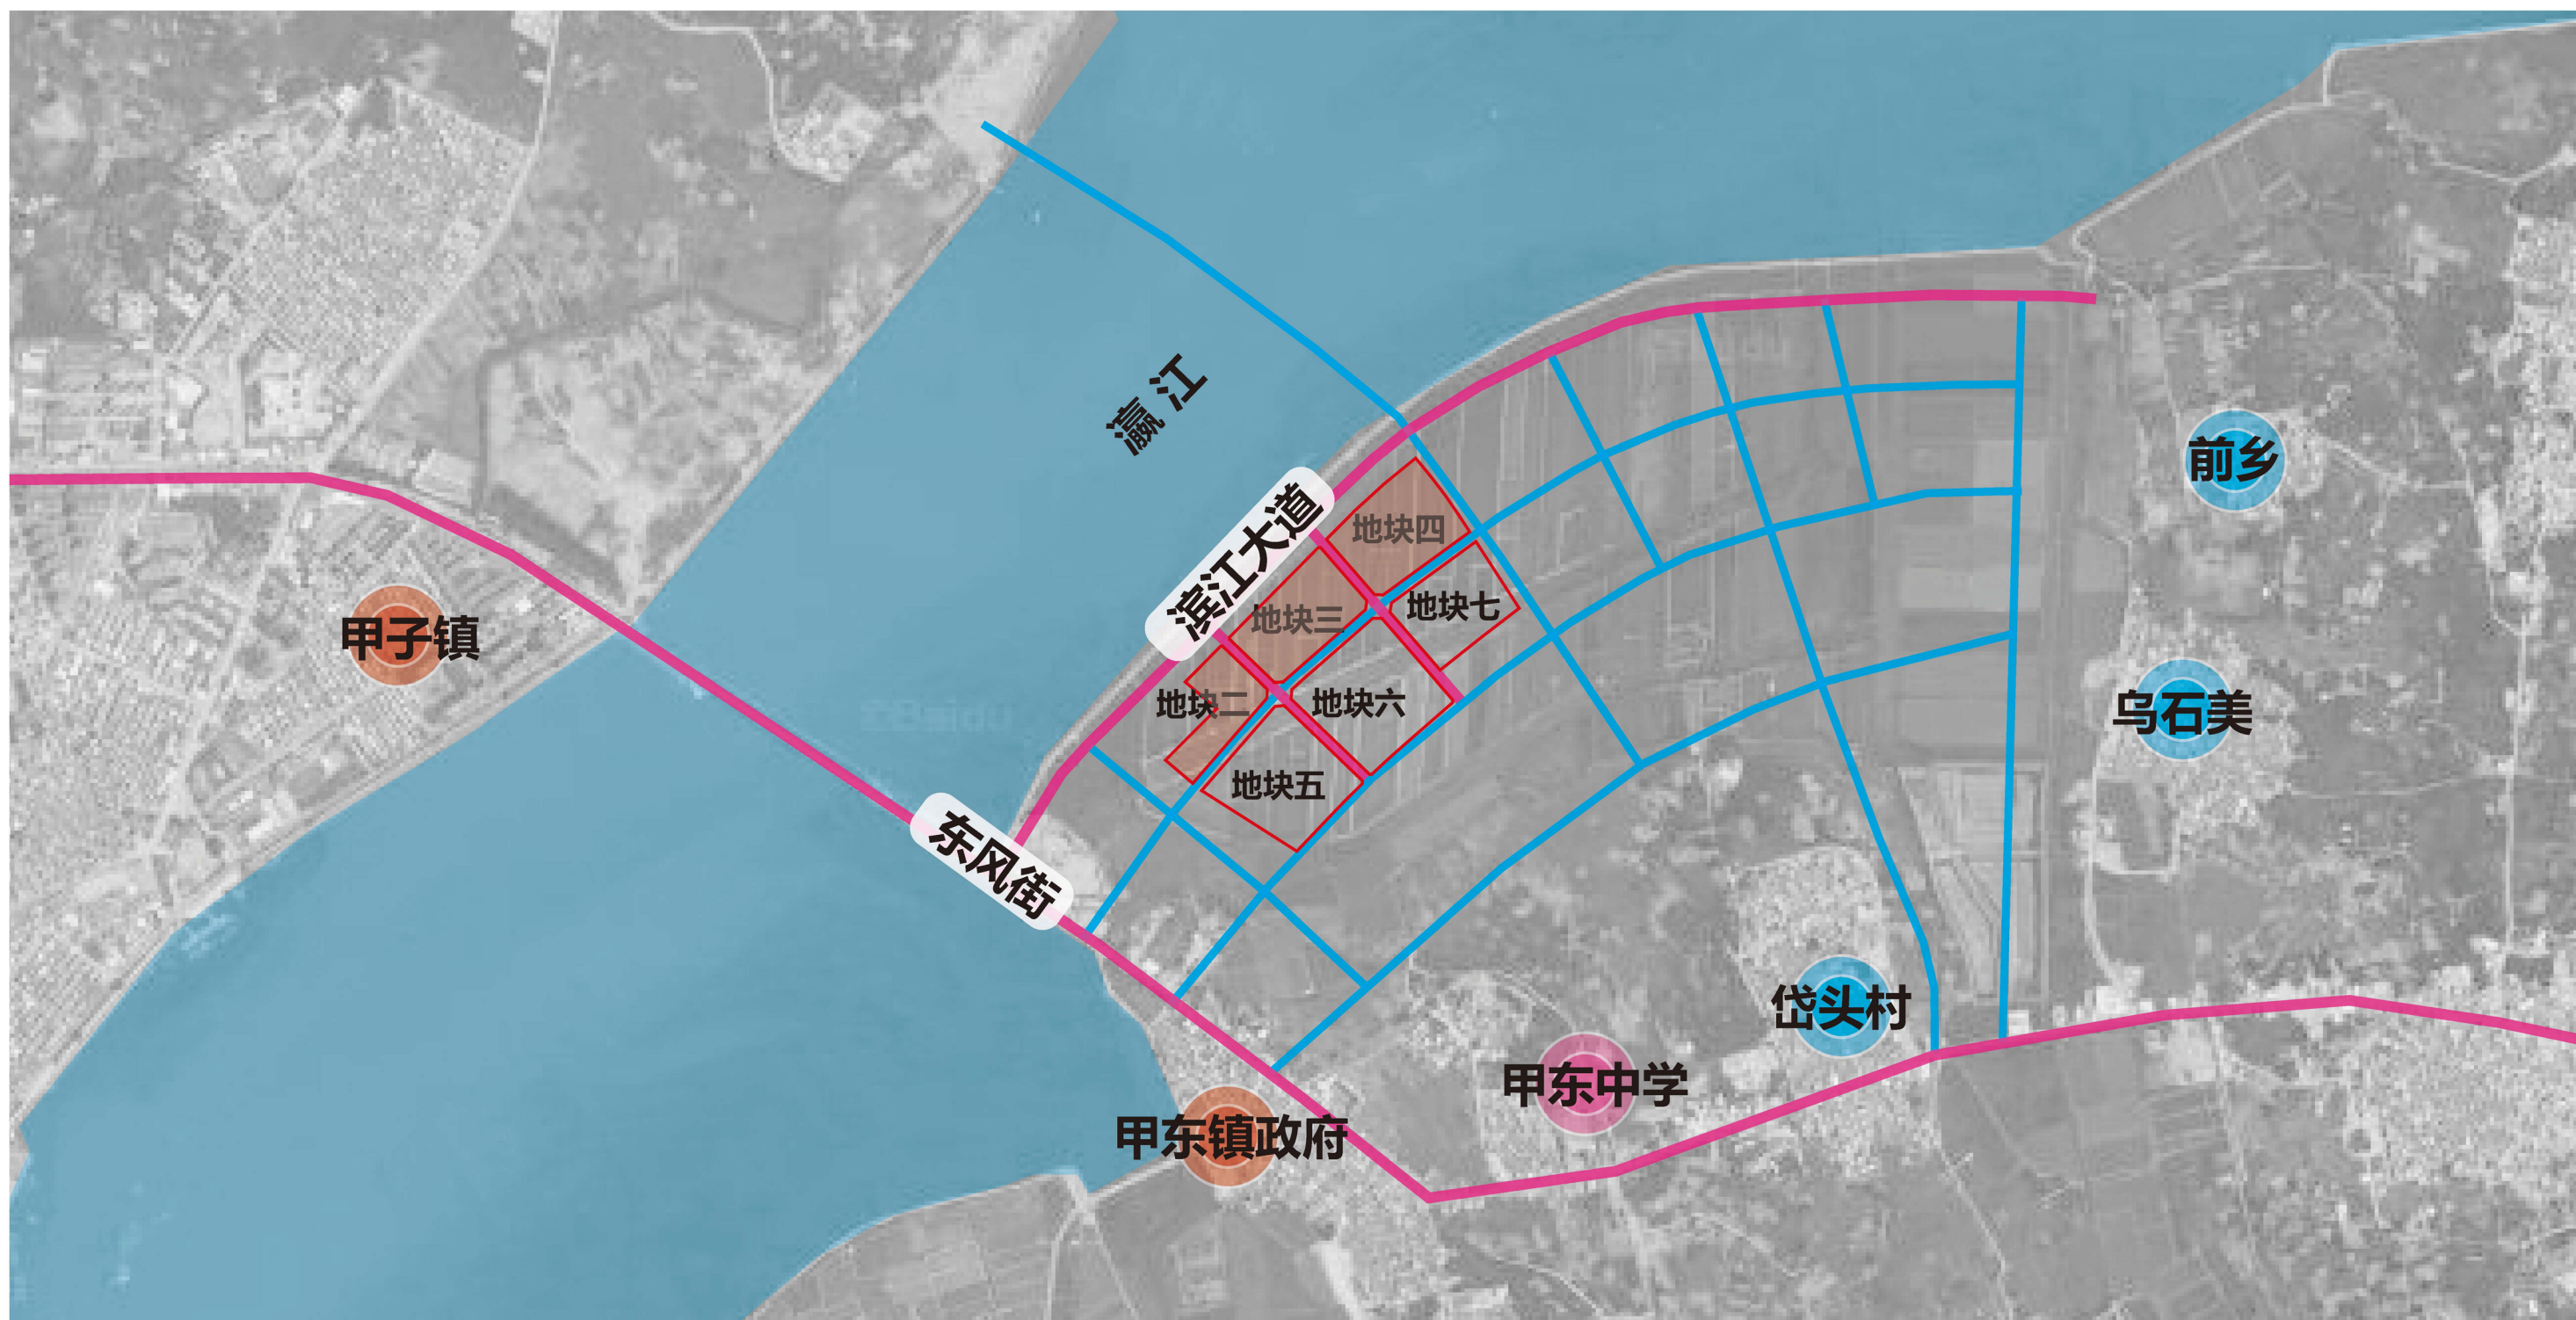 瀛江
前乡
滨江大道
地块四
地块三
地块七
甲子镇
地块二
地块六
乌石美
Baidu
地块五
东风街
岱头村
甲东中学
甲东镇政府